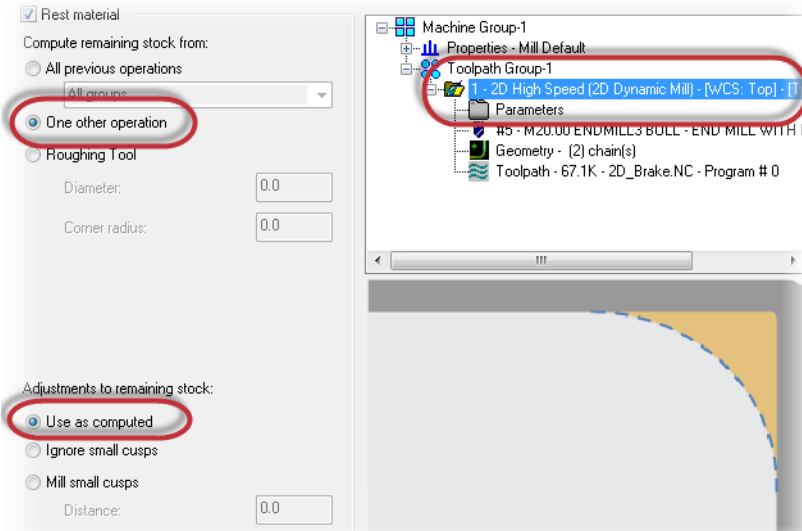 Rest material
Compute remaining stock from:
All previous operations
All groups
One other operation
Roughing Tool
Diameter: 0.0
Corner radius: 0.0
Adjustments to remaining stock:
Use as computed
Ignore small cusps
Mill small cusps
Distance: 0.0
Machine Group-1
Properties - Mill Default
Toolpath Group-1
1 - 2D High Speed (2D Dynamic Mill) - [WCS: Top] - [T
Parameters
#5 - M20.00 ENDMILL3 BULL - END MILL WITH
Geometry - (2) chain(s)
Toolpath - 67.1K - 2D_Brake.NC - Program # 0